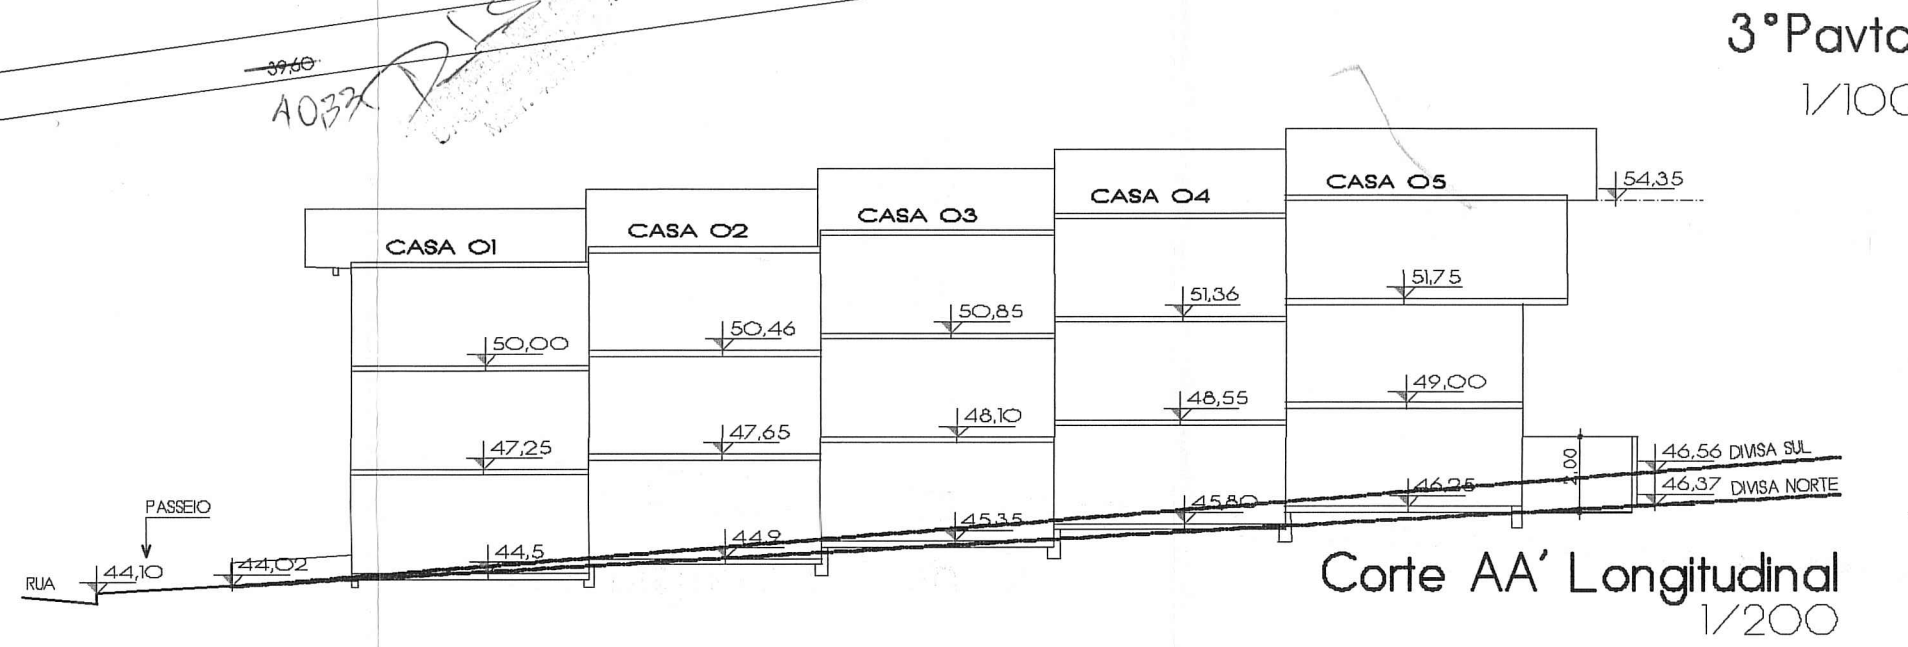 3°Pavto
1/100
39,60
A033
CASA 01
CASA 02
CASA 03
CASA 04
CASA 05
54,35
50,00
50,46
50,85
51,36
51,75
47,25
47,65
48,10
48,55
49,00
44,5
44,9
45,35
45,80
46,25
2,00
46,56 DIVISA SUL
46,37 DIVISA NORTE
PASSEIO
RUA
44,10
44,02
Corte AA' Longitudinal
1/200